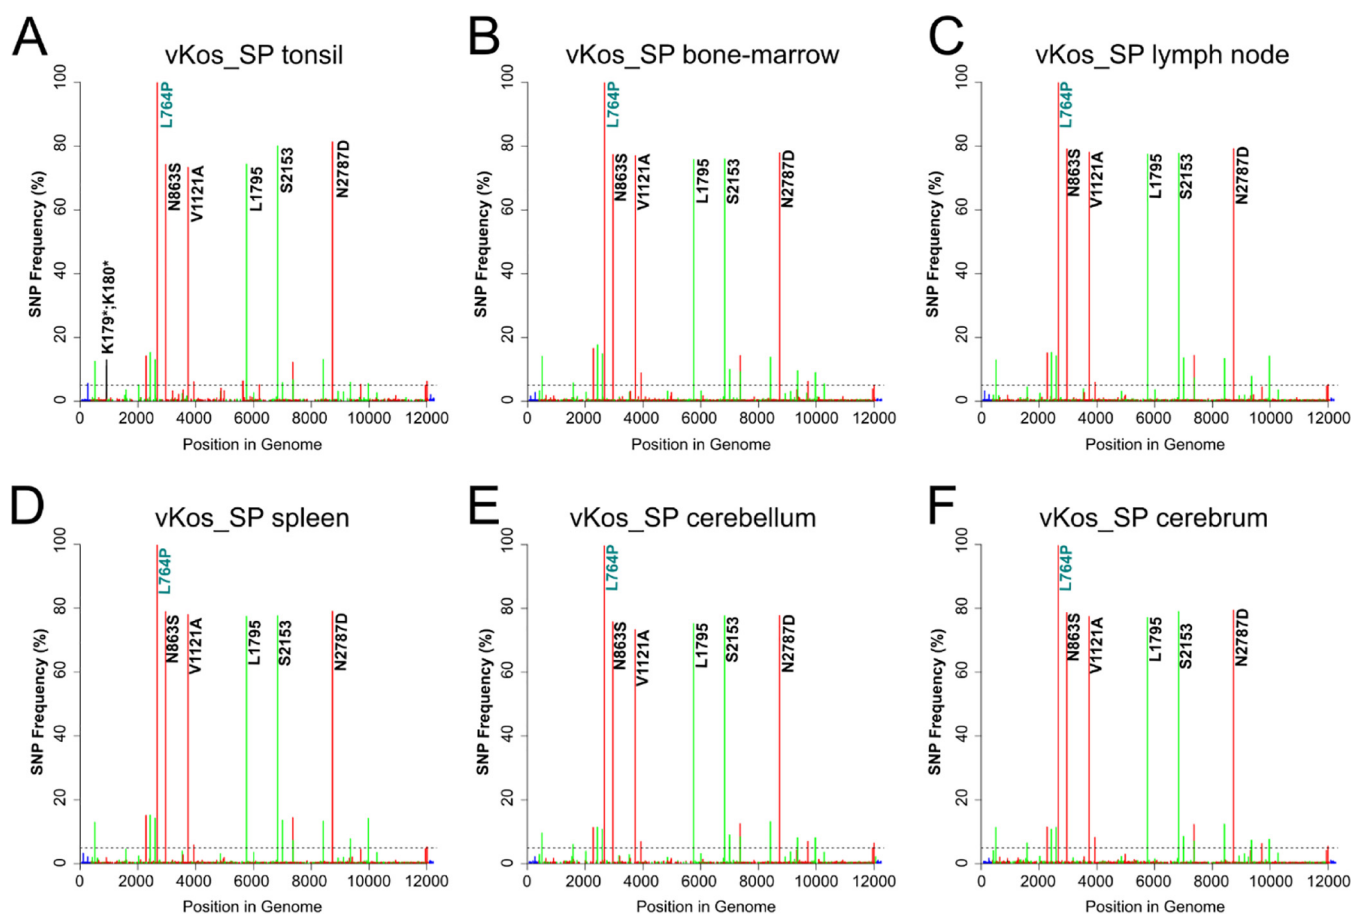 A
vKos_SP tonsil
SNP Frequency (%)
100
80
60
40
20
0
K179*;K180*
L764P
N863S
V1121A
L1795
S2153
N2787D
0 2000 4000 6000 8000 10000 12000
Position in Genome
B
vKos_SP bone-marrow
SNP Frequency (%)
100
80
60
40
20
0
L764P
N863S
V1121A
L1795
S2153
N2787D
0 2000 4000 6000 8000 10000 12000
Position in Genome
C
vKos_SP lymph node
SNP Frequency (%)
100
80
60
40
20
0
L764P
N863S
V1121A
L1795
S2153
N2787D
0 2000 4000 6000 8000 10000 12000
Position in Genome
D
vKos_SP spleen
SNP Frequency (%)
100
80
60
40
20
0
L764P
N863S
V1121A
L1795
S2153
N2787D
0 2000 4000 6000 8000 10000 12000
Position in Genome
E
vKos_SP cerebellum
SNP Frequency (%)
100
80
60
40
20
0
L764P
N863S
V1121A
L1795
S2153
N2787D
0 2000 4000 6000 8000 10000 12000
Position in Genome
F
vKos_SP cerebrum
SNP Frequency (%)
100
80
60
40
20
0
L764P
N863S
V1121A
L1795
S2153
N2787D
0 2000 4000 6000 8000 10000 12000
Position in Genome